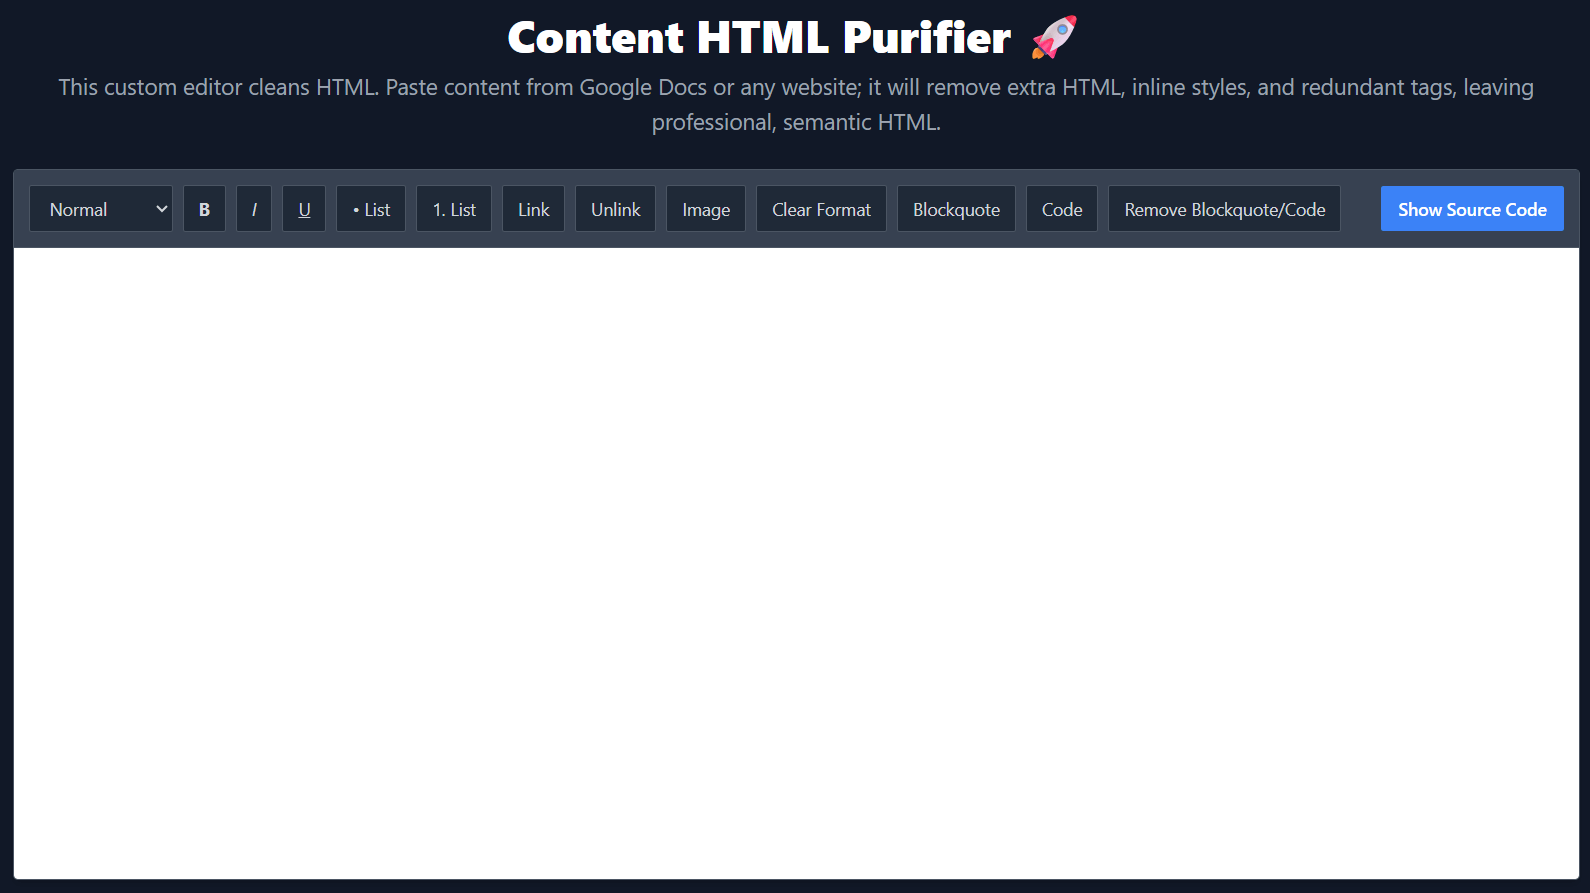 Content HTML Purifier 🚀
This custom editor cleans HTML. Paste content from Google Docs or any website; it will remove extra HTML, inline styles, and redundant tags, leaving
professional, semantic HTML.
Normal B I U • List 1. List Link Unlink Image Clear Format Blockquote Code Remove Blockquote/Code Show Source Code